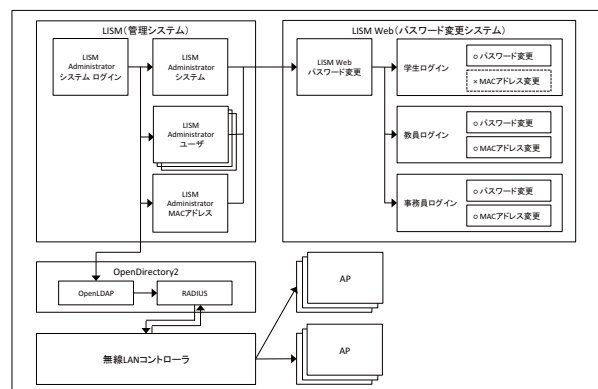 LISM(管理システム)
LISM
Administrator
システム ログイン
LISM
Administrator
システム
LISM
Administrator
ユーザ
LISM
Administrator
MACアドレス
LISM Web(パスワード変更システム)
LISM Web
パスワード変更
学生ログイン
○パスワード変更
×MACアドレス変更
教員ログイン
○パスワード変更
○MACアドレス変更
事務員ログイン
○パスワード変更
○MACアドレス変更
OpenDirectory2
OpenLDAP
RADIUS
無線LANコントローラ
AP
AP